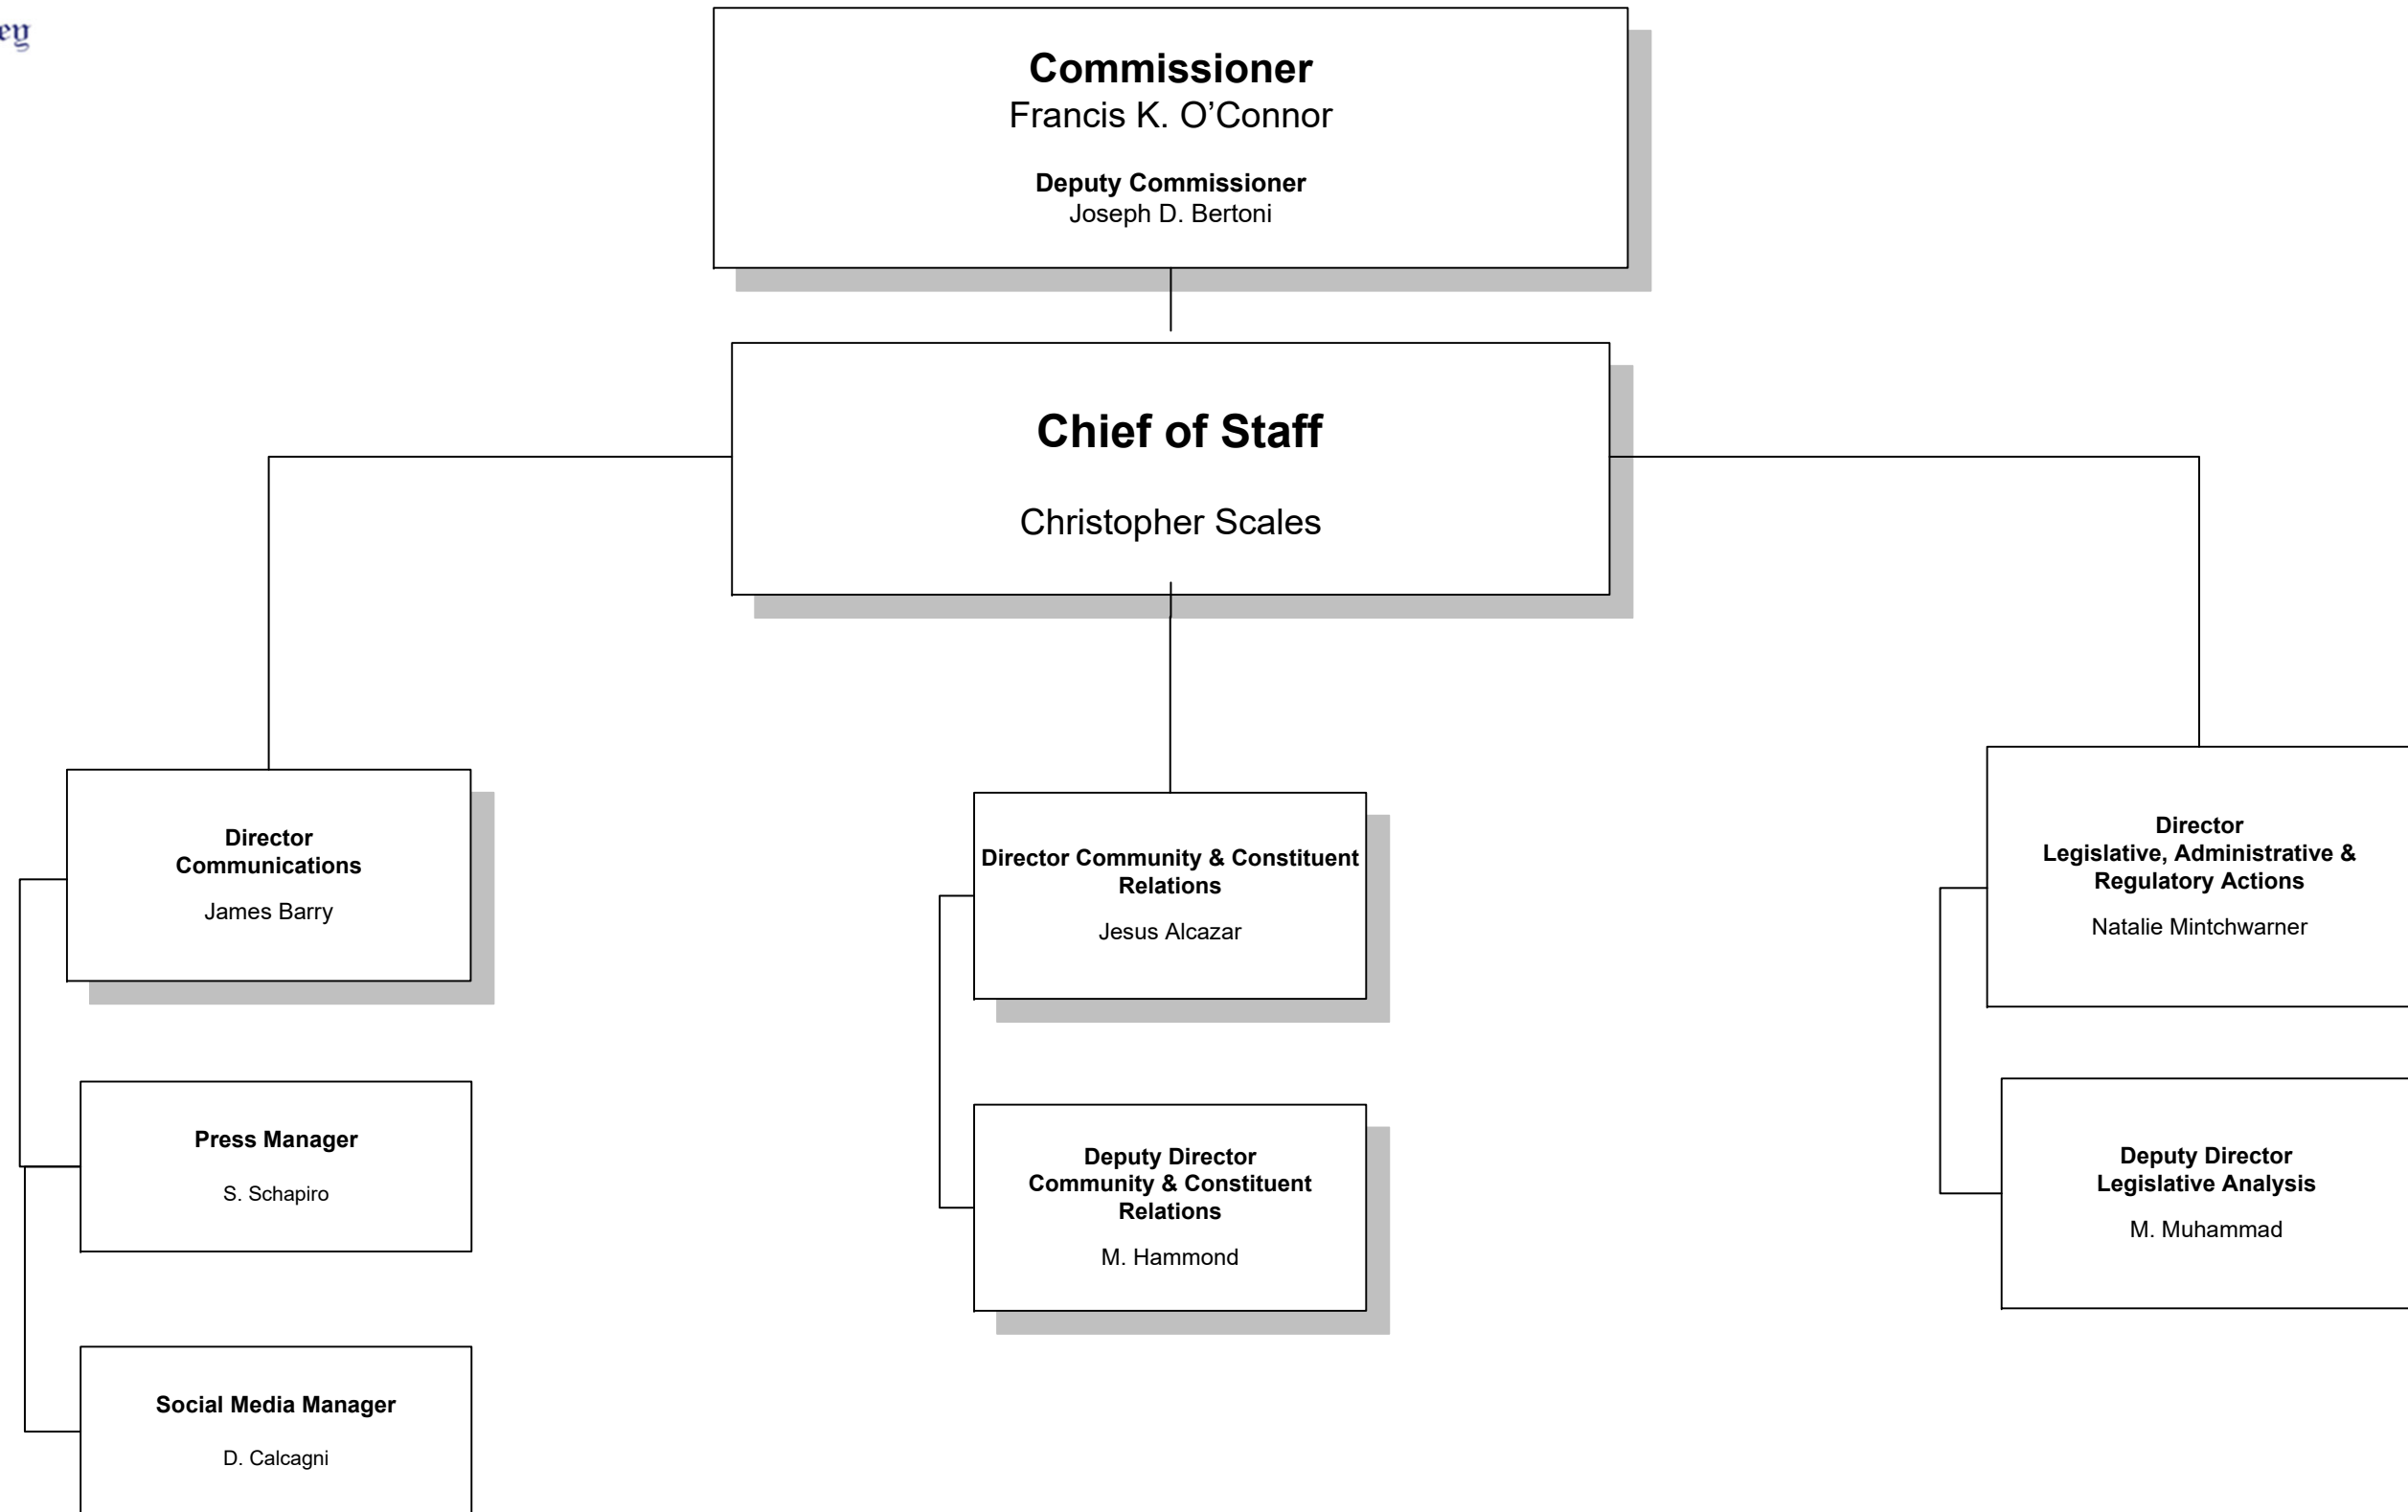 Commissioner
Francis K. O’Connor
Deputy Commissioner
Joseph D. Bertoni
Chief of Staff
Christopher Scales
Director
Communications
James Barry
Press Manager
S. Schapiro
Social Media Manager
D. Calcagni
Director Community & Constituent
Relations
Jesus Alcazar
Deputy Director
Community & Constituent
Relations
M. Hammond
Director
Legislative, Administrative &
Regulatory Actions
Natalie Mintchwarner
Deputy Director
Legislative Analysis
M. Muhammad